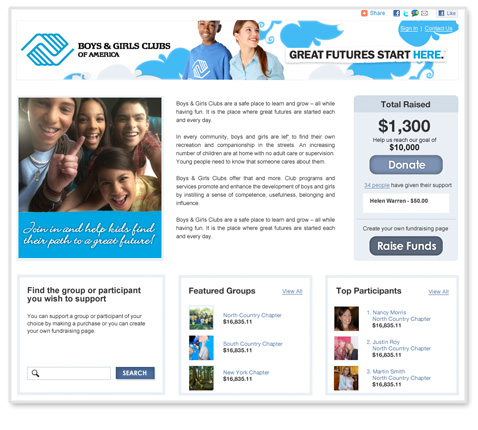 Share
Like
Sign In | Contact Us
BOYS & GIRLS CLUBS
OF AMERICA
GREAT FUTURES START HERE.
Boys & Girls Clubs are a safe place to learn and grow – all while
having fun. It is the place where great futures are started each
and every day.
In every community, boys and girls are left to find their own
recreation and companionship in the streets. An increasing
number of children are at home with no adult care or supervision.
Young people need to know that someone cares about them.
Boys & Girls Clubs offer that and more. Club programs and
services promote and enhance the development of boys and girls
by instilling a sense of competence, usefulness, belonging and
influence.
Boys & Girls Clubs are a safe place to learn and grow – all while
having fun. It is the place where great futures are started each
and every day.
Join in and help kids find
their path to a great future!
Total Raised
$1,300
Help us reach our goal of
$10,000
Donate
34 people have given their support
Helen Warren - $50.00
Create your own fundraising page.
Raise Funds
Find the group or participant
you wish to support
You can support a group or participant of your
choice by making a purchase or you can create
your own fundraising page.
SEARCH
Featured Groups View All
North Country Chapter
$16,835.11
South Country Chapter
$16,835.11
New York Chapter
$16,835.11
Top Participants View All
1. Nancy Morris
North Country Chapter
$16,835.11
2. Justin Roy
North Country Chapter
$16,835.11
3. Martin Smith
North Country Chapter
$16,835.11